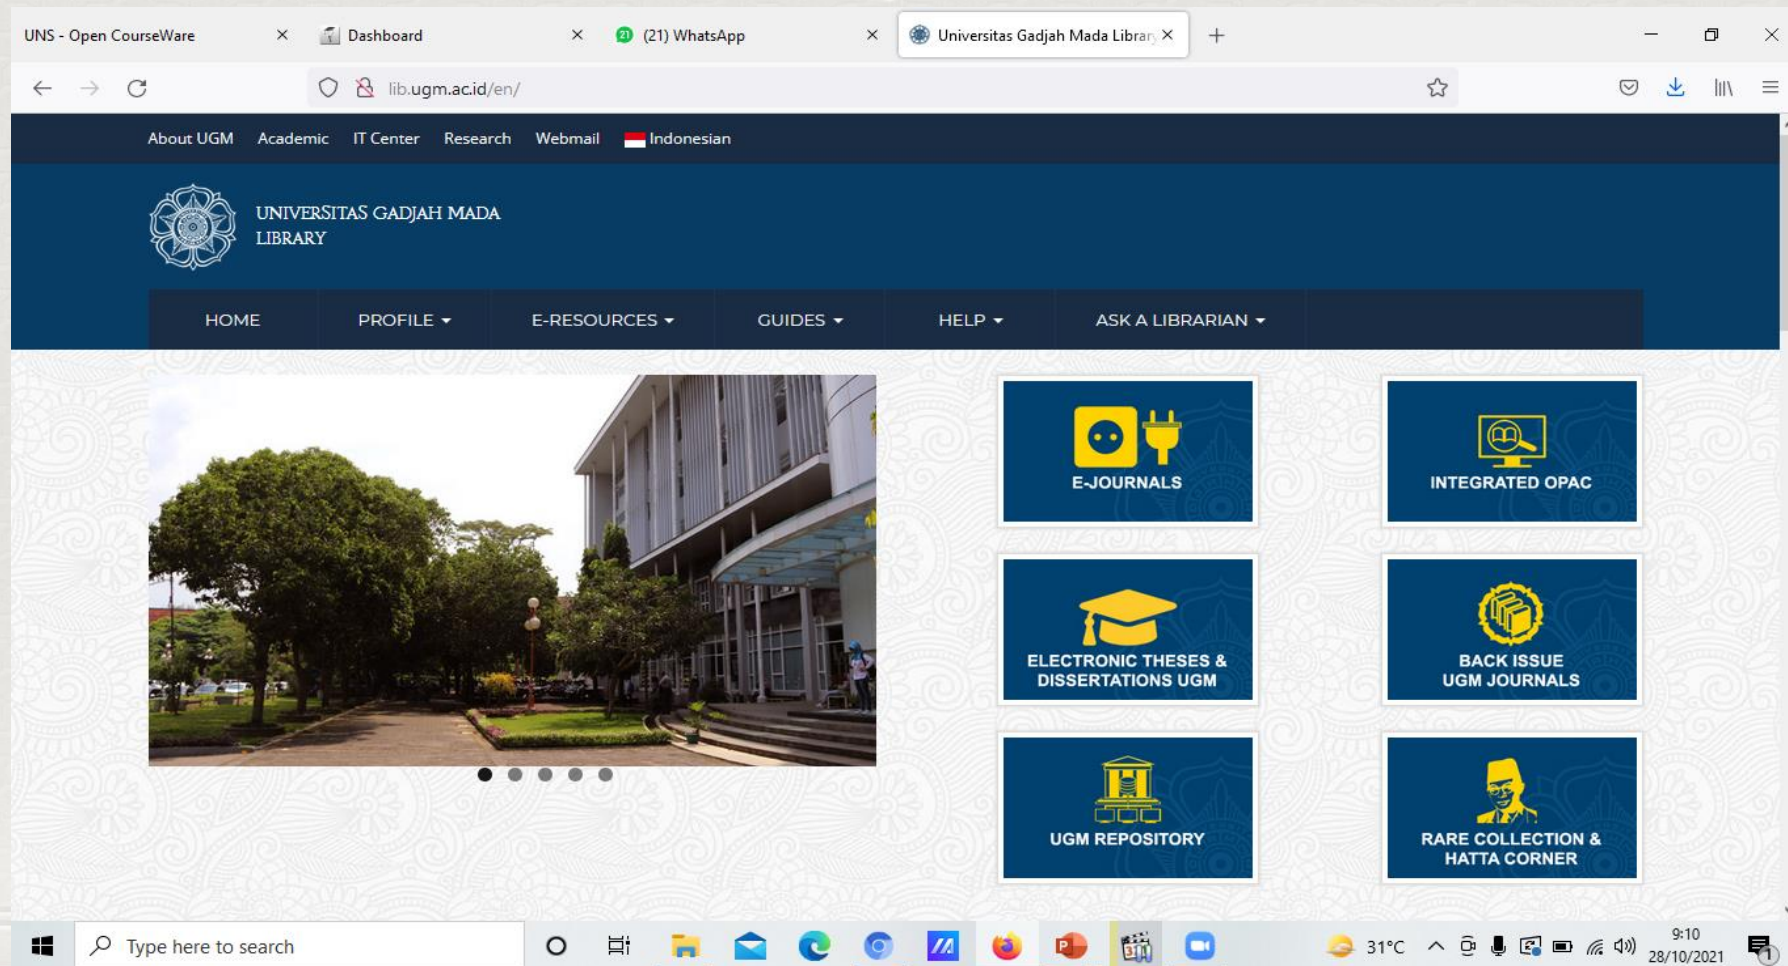 UNS - Open CourseWare
Dashboard
21 (21) WhatsApp
Universitas Gadjah Mada Library
lib.ugm.ac.id/en/
About UGM Academic IT Center Research Webmail Indonesian
UNIVERSITAS GADJAH MADA
LIBRARY
HOME PROFILE E-RESOURCES GUIDES HELP ASK A LIBRARIAN
E-JOURNALS
INTEGRATED OPAC
ELECTRONIC THESES &
DISSERTATIONS UGM
BACK ISSUE
UGM JOURNALS
UGM REPOSITORY
RARE COLLECTION &
HATTA CORNER
Type here to search
31°C
9:10
28/10/2021
1